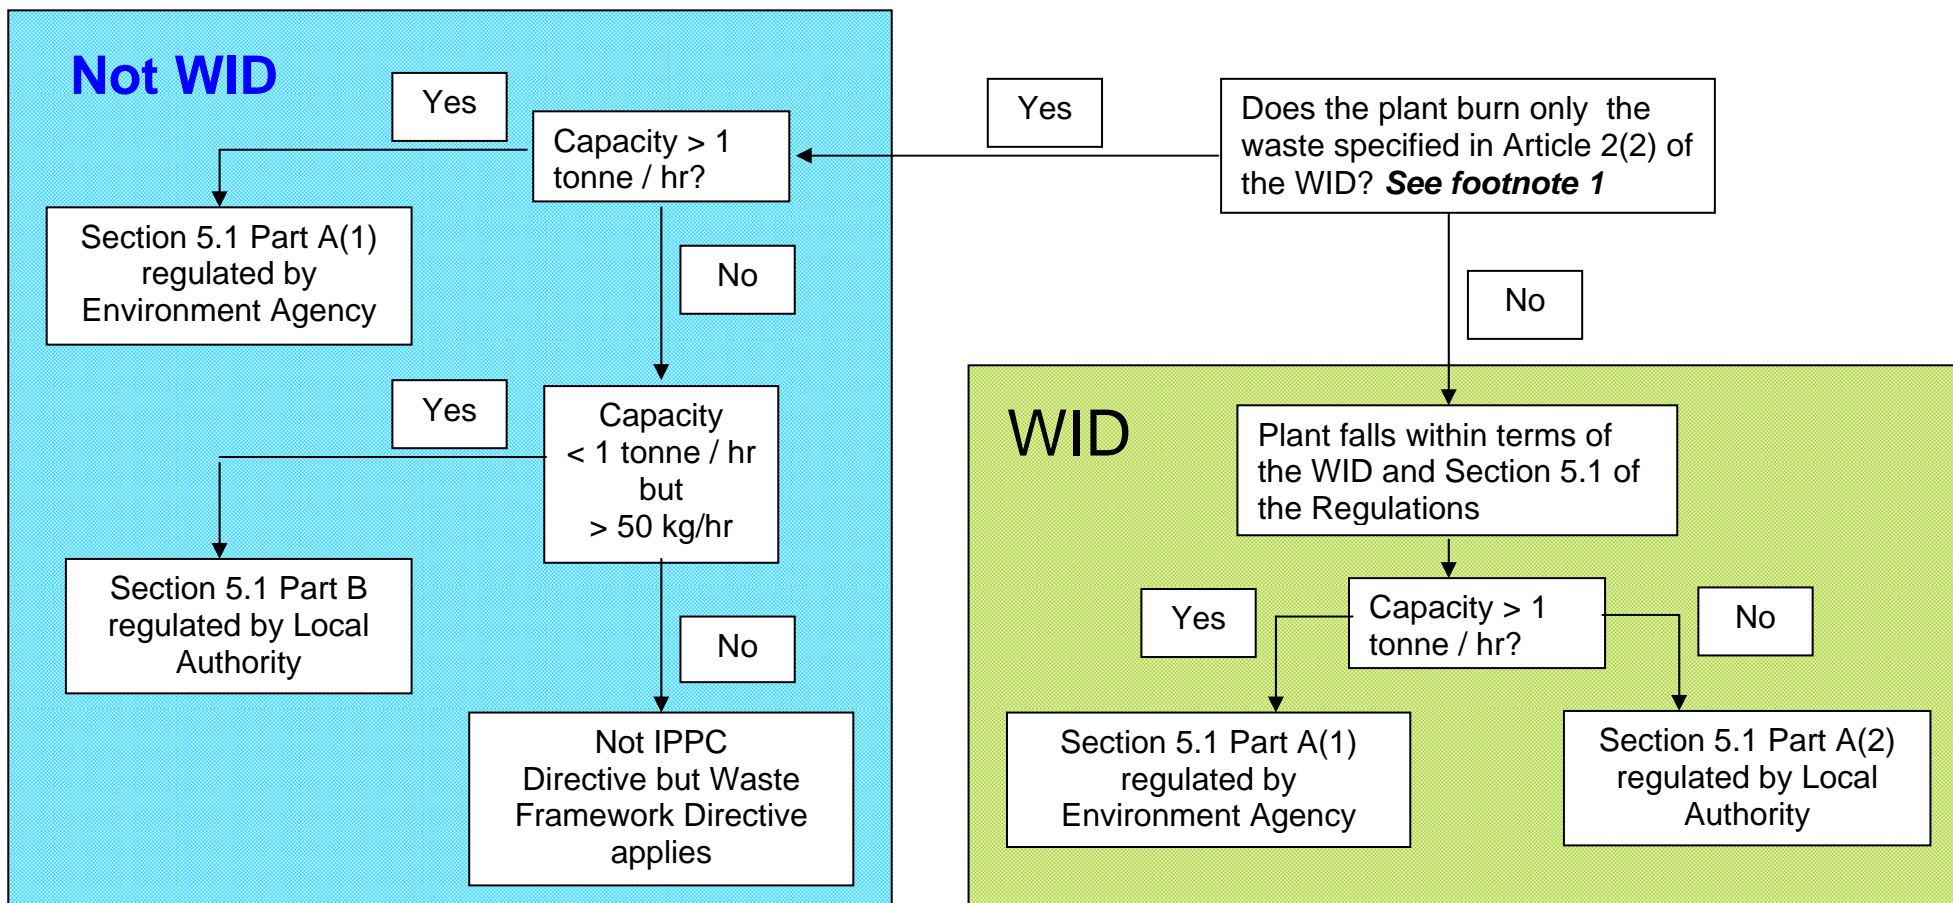 Not WID
Yes
Capacity > 1
tonne / hr?
Yes
Does the plant burn only the
waste specified in Article 2(2) of
the WID? See footnote 1
Section 5.1 Part A(1)
regulated by
Environment Agency
No
No
Yes
Capacity
< 1 tonne / hr
but
> 50 kg/hr
WID
Plant falls within terms of
the WID and Section 5.1 of
the Regulations
Section 5.1 Part B
regulated by Local
Authority
No
Yes
Capacity > 1
tonne / hr?
No
Not IPPC
Directive but Waste
Framework Directive
applies
Section 5.1 Part A(1)
regulated by
Environment Agency
Section 5.1 Part A(2)
regulated by Local
Authority